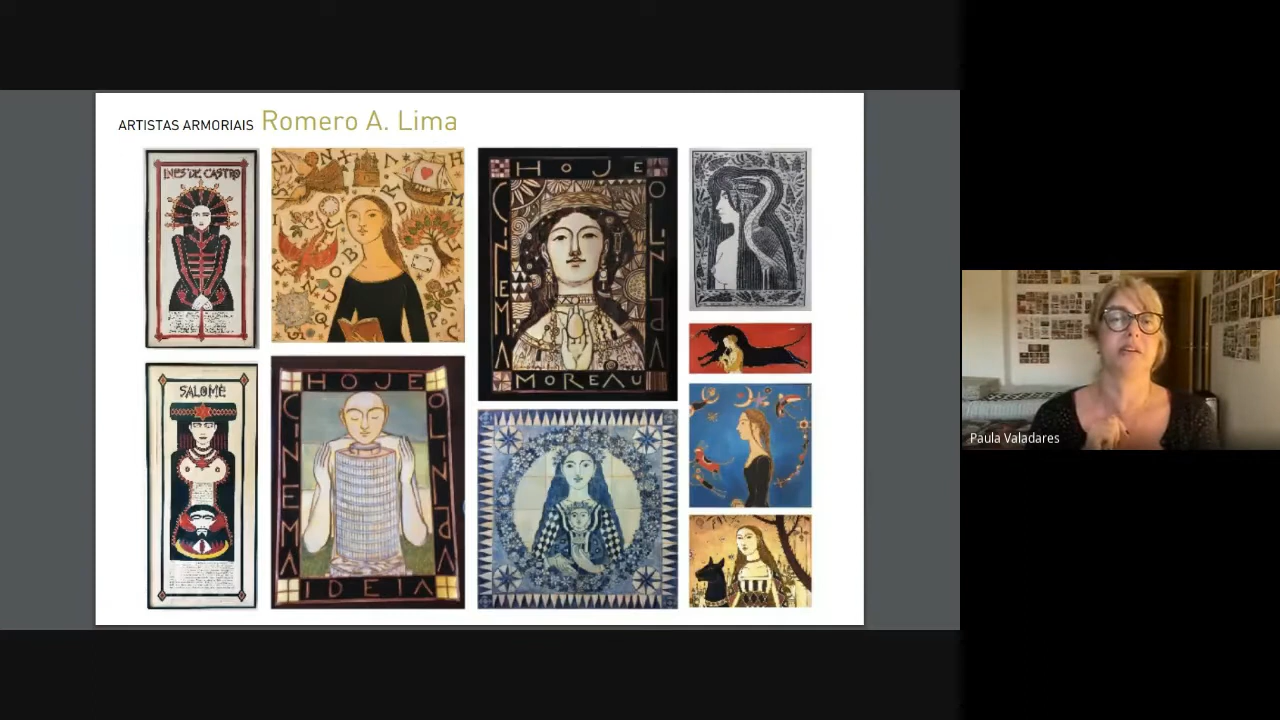 ARTISTAS ARMORIAIS Romero A. Lima
INES DE CASTRO
HOJE
CINEMA
OLINDA
MOREAU
SALOMÉ
HOJE
CINEMA
OLINDA
IDEIA
Paula Valadares